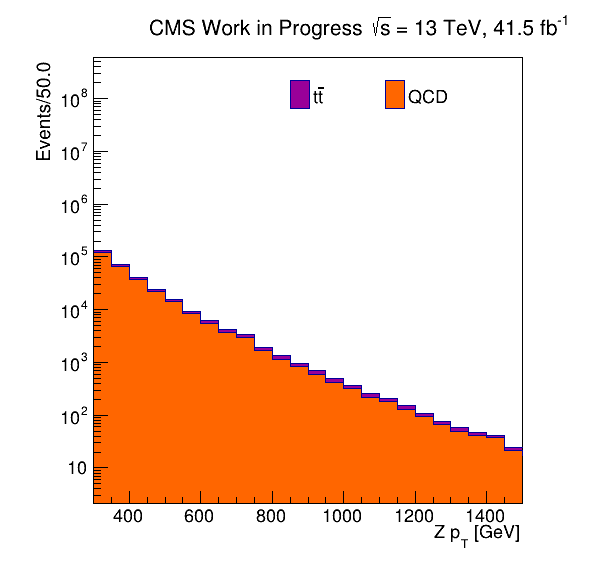 CMS Work in Progress √s = 13 TeV, 41.5 fb⁻¹
Events/50.0
tt̄
QCD
10⁸
10⁷
10⁶
10⁵
10⁴
10³
10²
10
400 600 800 1000 1200 1400
Z p_T [GeV]